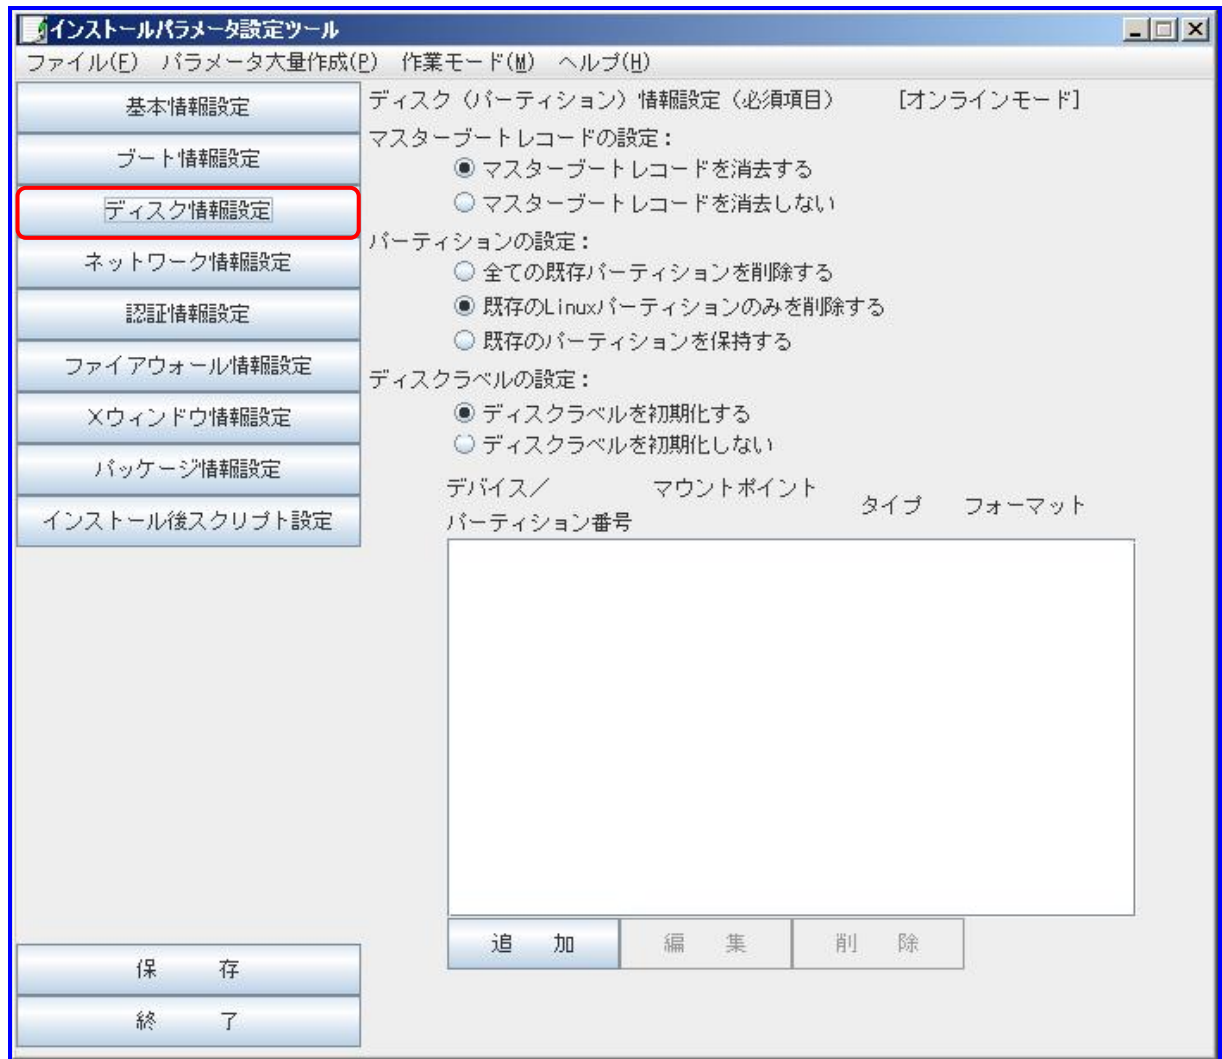 インストールパラメータ設定ツール
ファイル(F) パラメータ大量作成(P) 作業モード(M) ヘルプ(H)
基本情報設定
ブート情報設定
ディスク情報設定
ネットワーク情報設定
認証情報設定
ファイアウォール情報設定
Xウィンドウ情報設定
パッケージ情報設定
インストール後スクリプト設定
保 存
終 了
ディスク（パーティション）情報設定（必須項目） [オンラインモード]
マスターブートレコードの設定：
マスターブートレコードを消去する
マスターブートレコードを消去しない
パーティションの設定：
全ての既存パーティションを削除する
既存のLinuxパーティションのみを削除する
既存のパーティションを保持する
ディスクラベルの設定：
ディスクラベルを初期化する
ディスクラベルを初期化しない
デバイス／ マウントポイント
パーティション番号 タイプ フォーマット
追 加 編 集 削 除